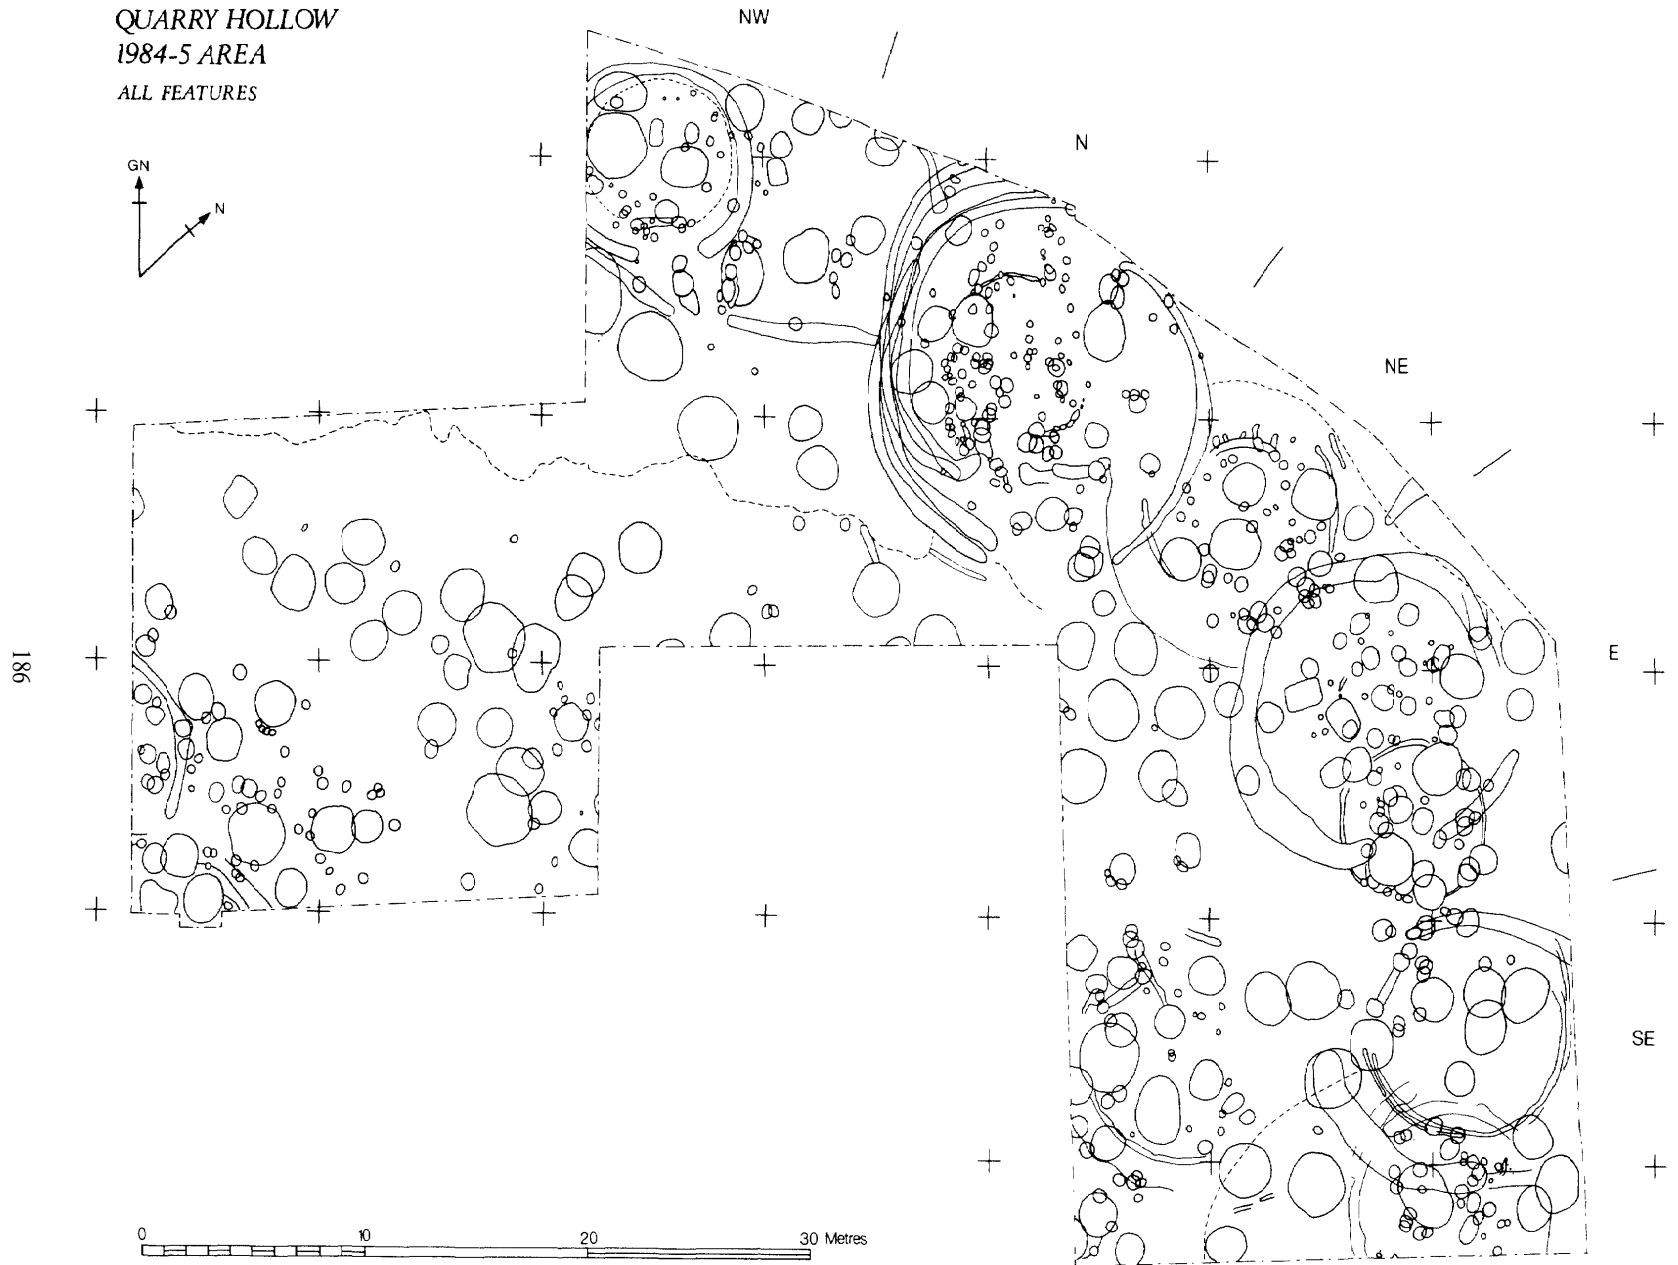 QUARRY HOLLOW
1984-5 AREA
ALL FEATURES
NW
N
GN
N
NE
E
186
SE
0 10 20 30 Metres